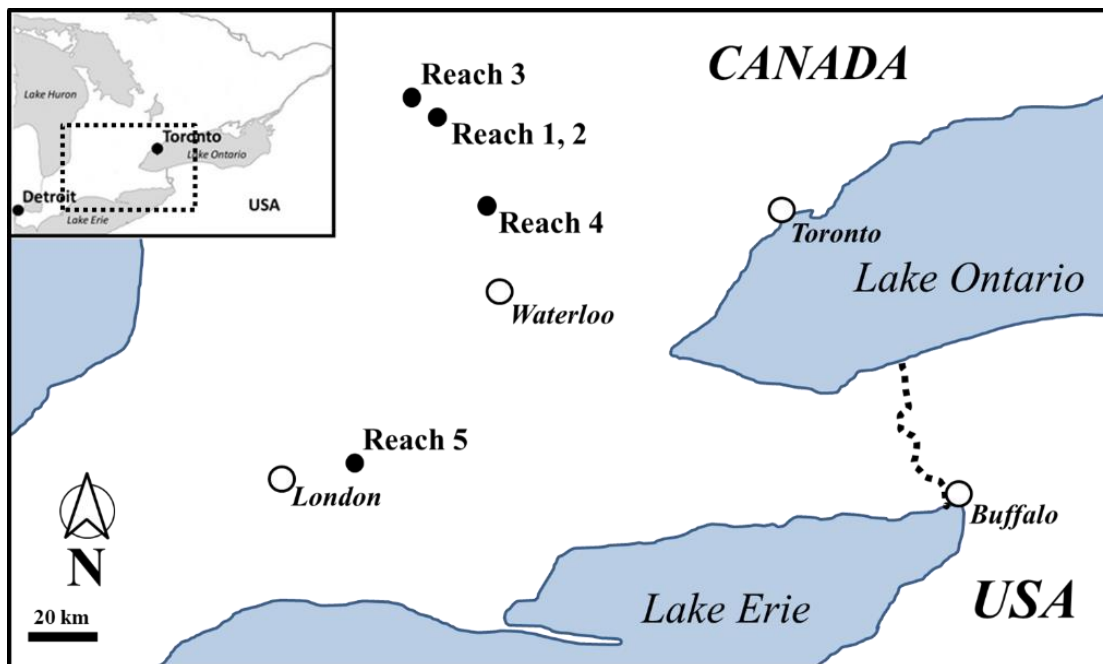 Lake Huron
Toronto
Lake Ontario
Detroit
USA
Lake Erie
CANADA
Reach 3
Reach 1, 2
Reach 4
Toronto
Lake Ontario
Waterloo
Reach 5
London
Buffalo
N
Lake Erie
USA
20 km